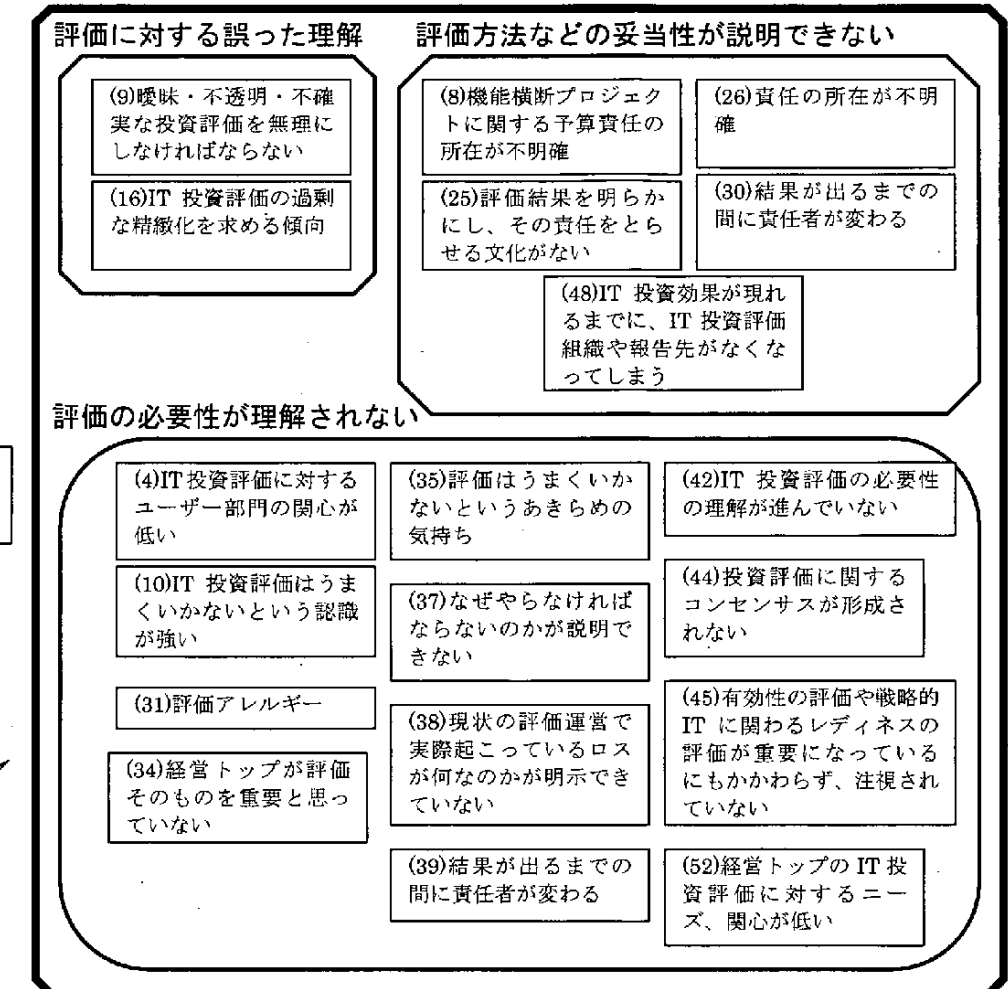 評価に対する誤った理解
(9)曖昧・不透明・不確
実な投資評価を無理に
しなければならない
(16)IT 投資評価の過剰
な精緻化を求める傾向
評価方法などの妥当性が説明できない
(8)機能横断プロジェク
トに関する予算責任の
所在が不明確
(26)責任の所在が不明
確
(25)評価結果を明らか
にし、その責任をとら
せる文化がない
(30)結果が出るまでの
間に責任者が変わる
(48)IT 投資効果が現れ
るまでに、IT 投資評価
組織や報告先がなくな
ってしまう
評価の必要性が理解されない
(4)IT投資評価に対する
ユーザー部門の関心が
低い
(10)IT 投資評価はうま
くいかないという認識
が強い
(31)評価アレルギー
(34)経営トップが評価
そのものを重要と思っ
ていない
(35)評価はうまくいか
ないというあきらめの
気持ち
(37)なぜやらなければ
ならないのかが説明で
きない
(38)現状の評価運営で
実際起こっているロス
が何なのかが明示でき
ていない
(39)結果が出るまでの
間に責任者が変わる
(42)IT 投資評価の必要性
の理解が進んでいない
(44)投資評価に関する
コンセンサスが形成さ
れない
(45)有効性の評価や戦略的
IT に関わるレディネスの
評価が重要になっている
にもかかわらず、注視され
ていない
(52)経営トップの IT 投
資評価に対するニー
ズ、関心が低い